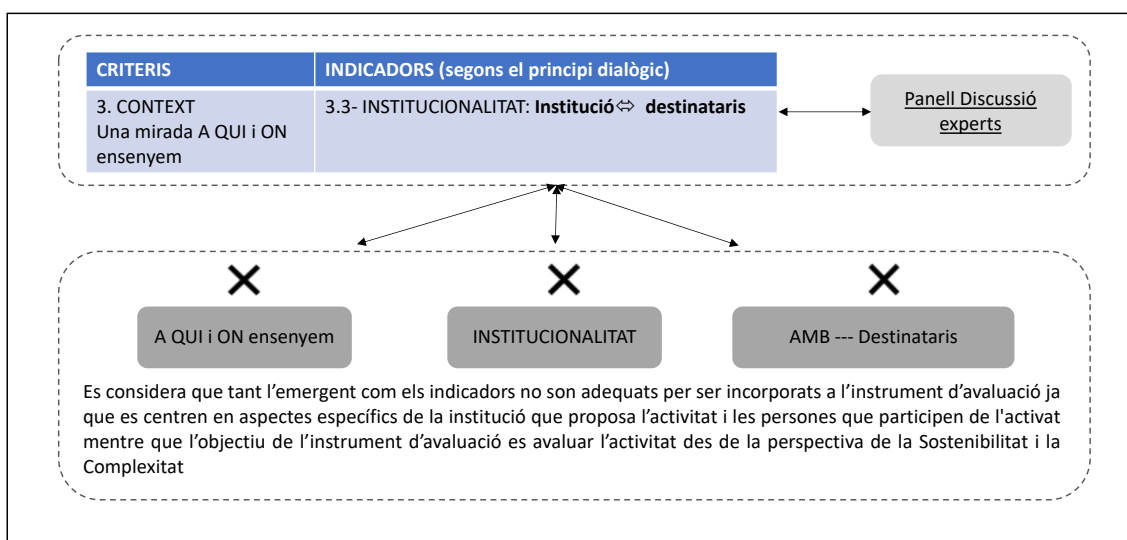 CRITERIS
INDICADORS (segons el principi dialògic)
3. CONTEXT
Una mirada A QUI i ON
ensenyem
3.3- INSTITUCIONALITAT: Institució⬄ destinataris
Panell Discussió
experts
A QUI i ON ensenyem
INSTITUCIONALITAT
AMB --- Destinataris
Es considera que tant l’emergent com els indicadors no son adequats per ser incorporats a l’instrument d’avaluació ja
que es centren en aspectes específics de la institució que proposa l’activitat i les persones que participen de l'activat
mentre que l’objectiu de l’instrument d’avaluació es avaluar l’activitat des de la perspectiva de la Sostenibilitat i la
Complexitat